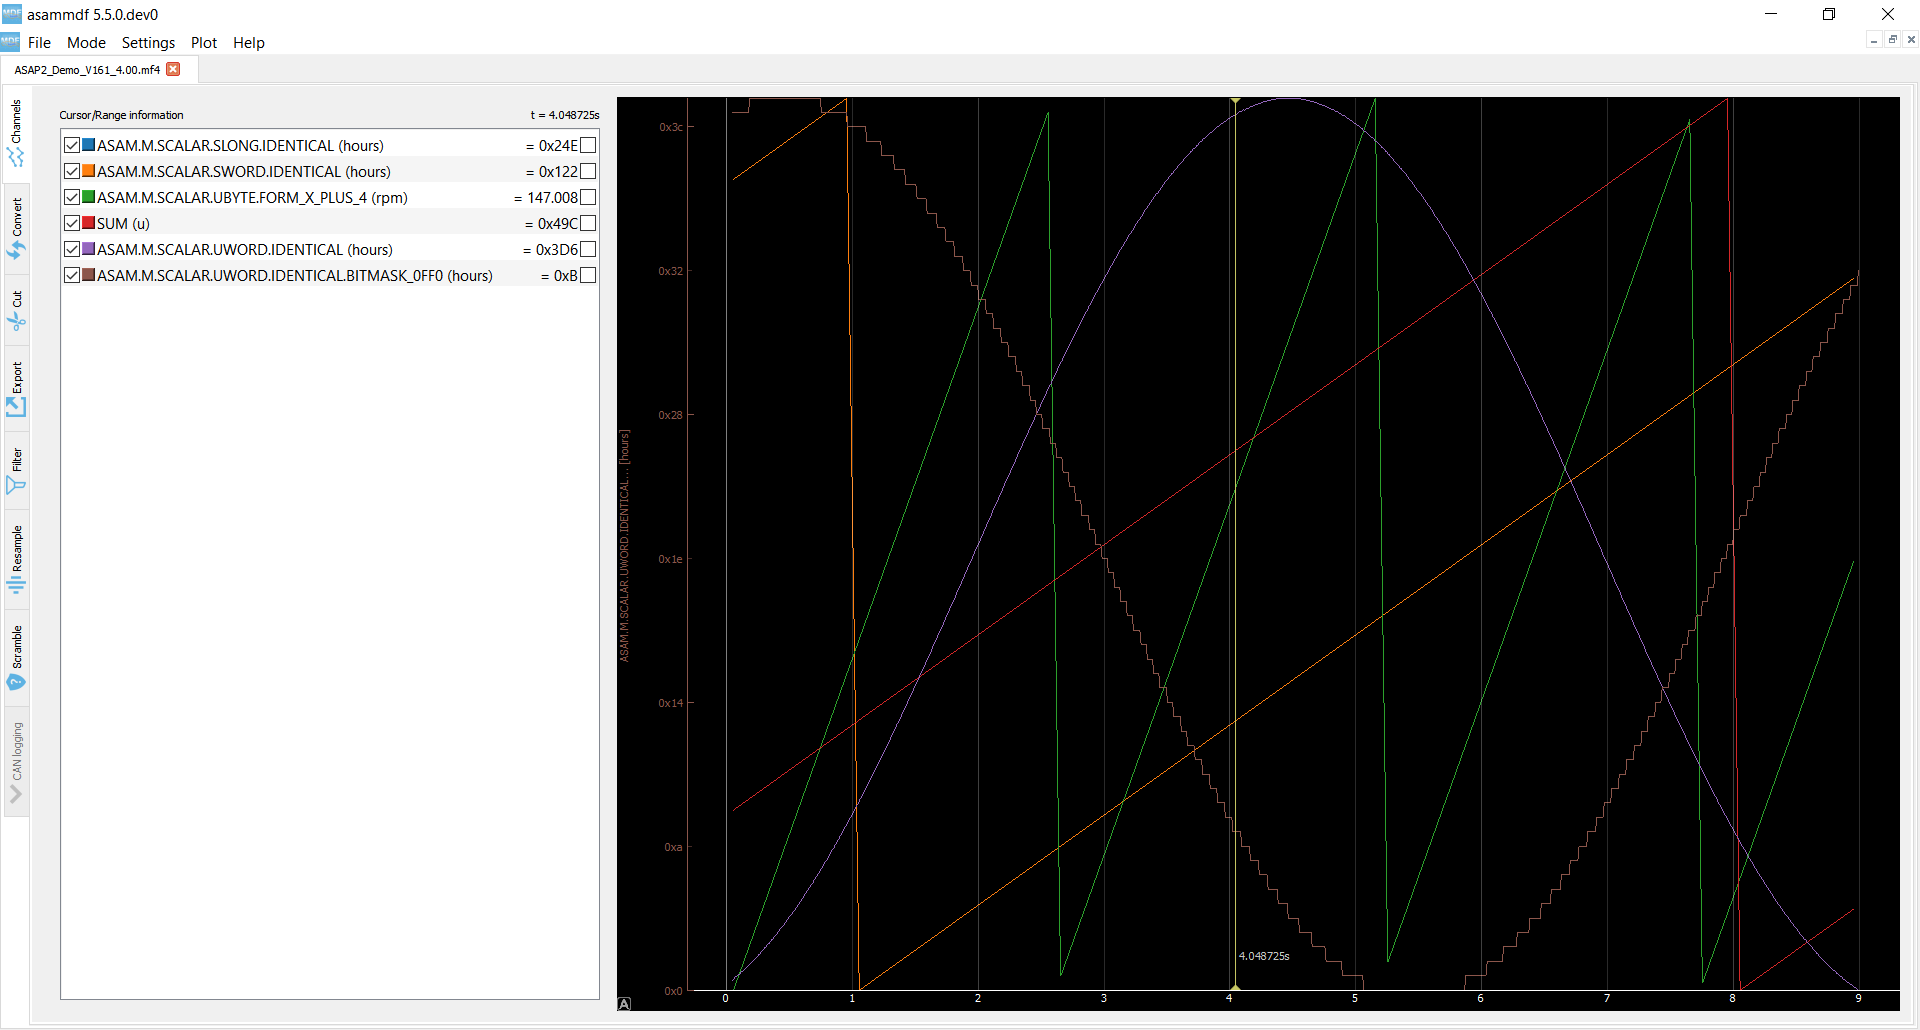 MDF asammdf 5.5.0.dev0
MDF File Mode Settings Plot Help
ASAP2_Demo_V161_4.00.mf4
Channels
Convert
Cut
Export
Filter
Resample
Scramble
CAN logging
Cursor/Range information t = 4.048725s
ASAM.M.SCALAR.SLONG.IDENTICAL (hours) = 0x24E
ASAM.M.SCALAR.SWORD.IDENTICAL (hours) = 0x122
ASAM.M.SCALAR.UBYTE.FORM_X_PLUS_4 (rpm) = 147.008
SUM (u) = 0x49C
ASAM.M.SCALAR.UWORD.IDENTICAL (hours) = 0x3D6
ASAM.M.SCALAR.UWORD.IDENTICAL.BITMASK_0FF0 (hours) = 0xB
ASAM.M.SCALAR.UWORD.IDENTICAL... [hours]
0x3c
0x32
0x28
0x1e
0x14
0xa
0x0
4.048725s
A
0 1 2 3 4 5 6 7 8 9